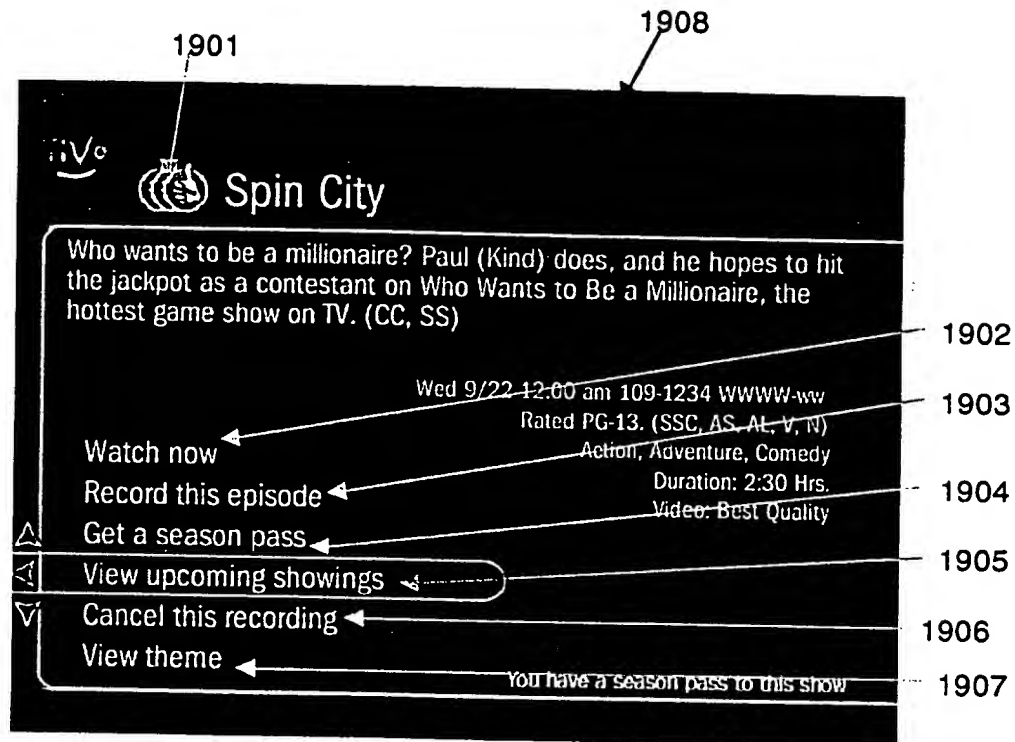 1901
1908
TiVo
Spin City
Who wants to be a millionaire? Paul (Kind) does, and he hopes to hit
the jackpot as a contestant on Who Wants to Be a Millionaire, the
hottest game show on TV. (CC, SS)
1902
Wed 9/22 12:00 am 109-1234 WWWW-ww
1903
Rated PG-13. (SSC, AS, AL, V, N)
Watch now
Action, Adventure, Comedy
Record this episode
Duration: 2:30 Hrs.
1904
Video: Best Quality
Get a season pass
1905
View upcoming showings
Cancel this recording
1906
View theme
You have a season pass to this show
1907